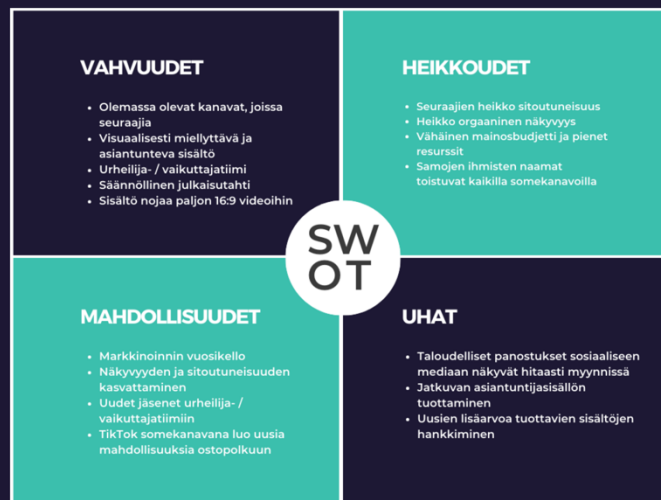 VAHVUUDET
• Olemassa olevat kanavat, joissa
seuraajia
• Visuaalisesti miellyttävä ja
asiantunteva sisältö
• Urheilija- / vaikuttajatiimi
• Säännöllinen julkaisutahti
• Sisältö nojaa paljon 16:9 videoihin
HEIKKOUDET
• Seuraajien heikko sitoutuneisuus
• Heikko orgaaninen näkyvyys
• Vähäinen mainosbudjetti ja pienet
resurssit
• Samojen ihmisten naamat
toistuvat kaikilla somekanavoilla
SW
OT
MAHDOLLISUUDET
• Markkinoinnin vuosikello
• Näkyvyyden ja sitoutuneisuuden
kasvattaminen
• Uudet jäsenet urheilija- /
vaikuttajatiimiin
• TikTok somekanavana luo uusia
mahdollisuuksia ostopolkuun
UHAT
• Taloudelliset panostukset sosiaaliseen
mediaan näkyvät hitaasti myynnissä
• Jatkuvan asiantuntijasisällön
tuottaminen
• Uusien lisäarvoa tuottavien sisältöjen
hankkiminen